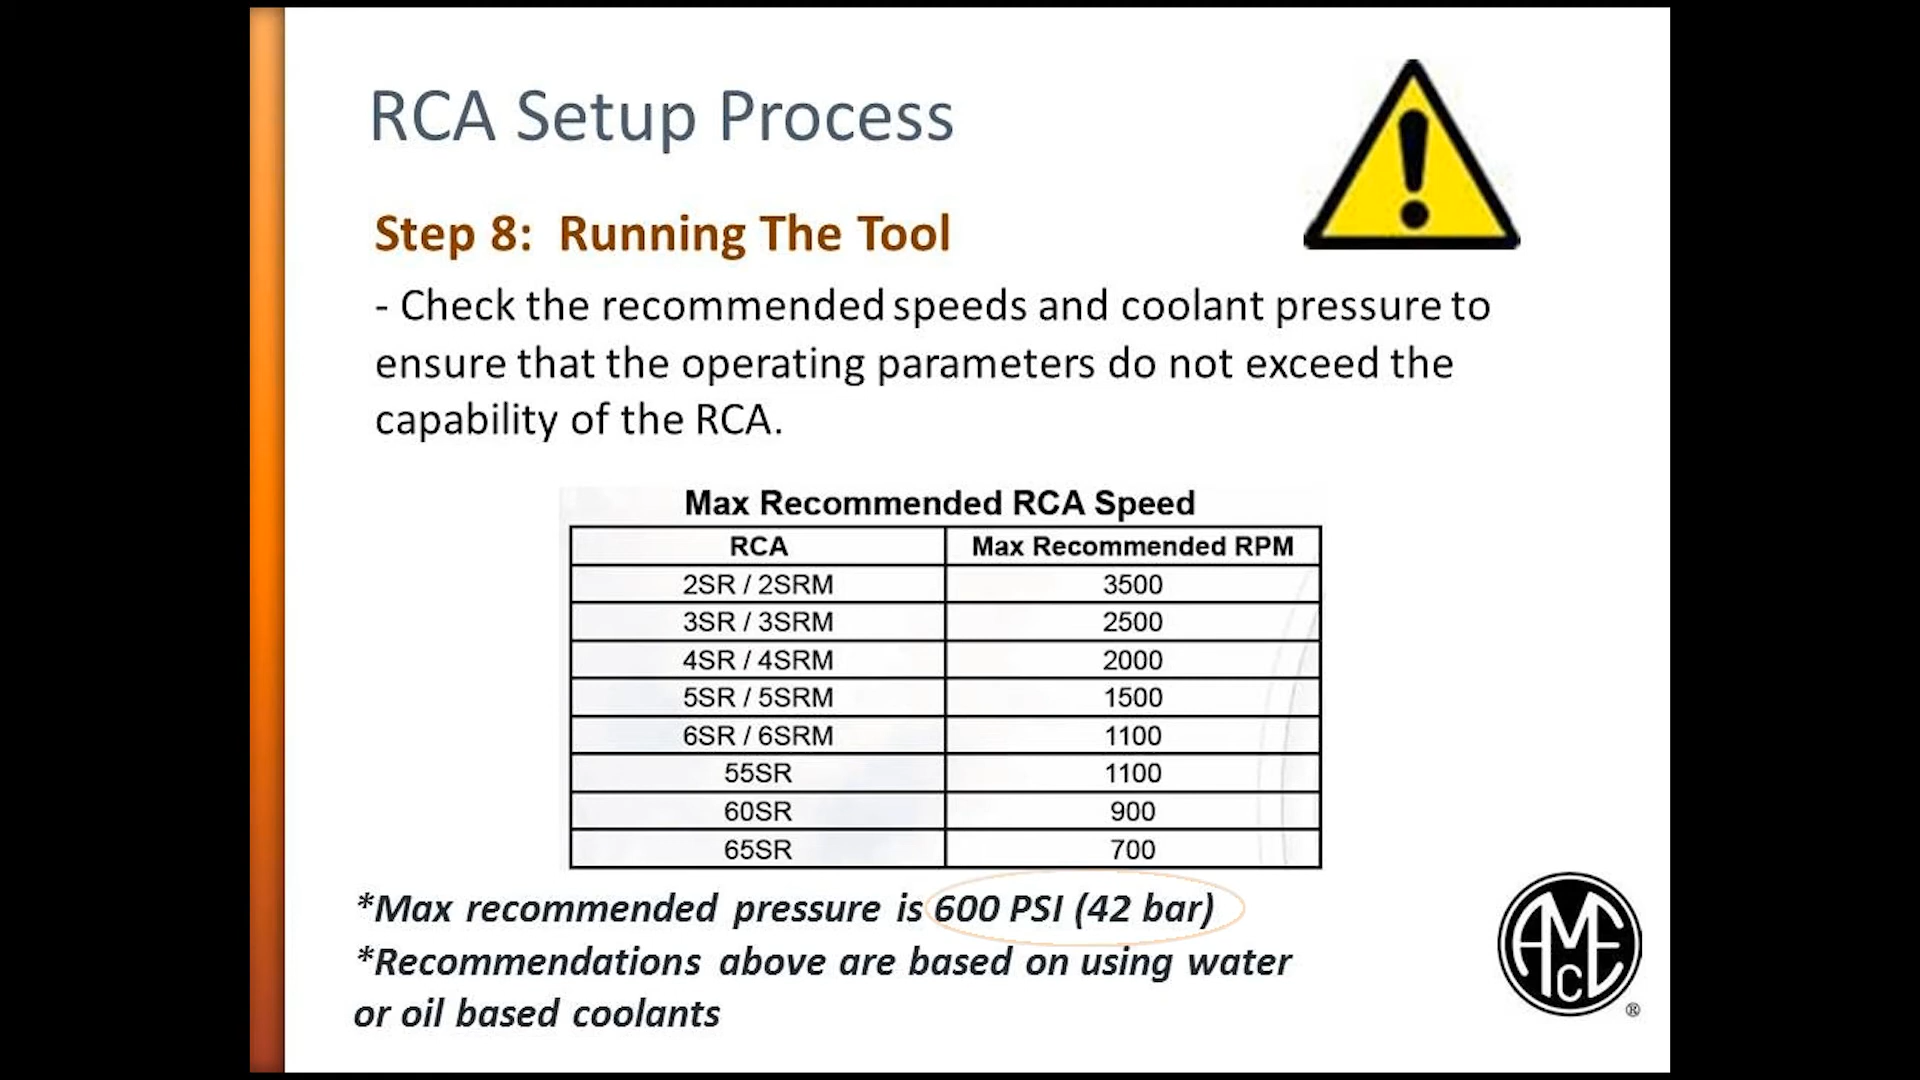 RCA Setup Process
Step 8:  Running The Tool
- Check the recommended speeds and coolant pressure to
ensure that the operating parameters do not exceed the
capability of the RCA.
Max Recommended RCA Speed
RCA Max Recommended RPM
2SR / 2SRM 3500
3SR / 3SRM 2500
4SR / 4SRM 2000
5SR / 5SRM 1500
6SR / 6SRM 1100
55SR 1100
60SR 900
65SR 700
*Max recommended pressure is 600 PSI (42 bar)
*Recommendations above are based on using water
or oil based coolants
AMEC
®